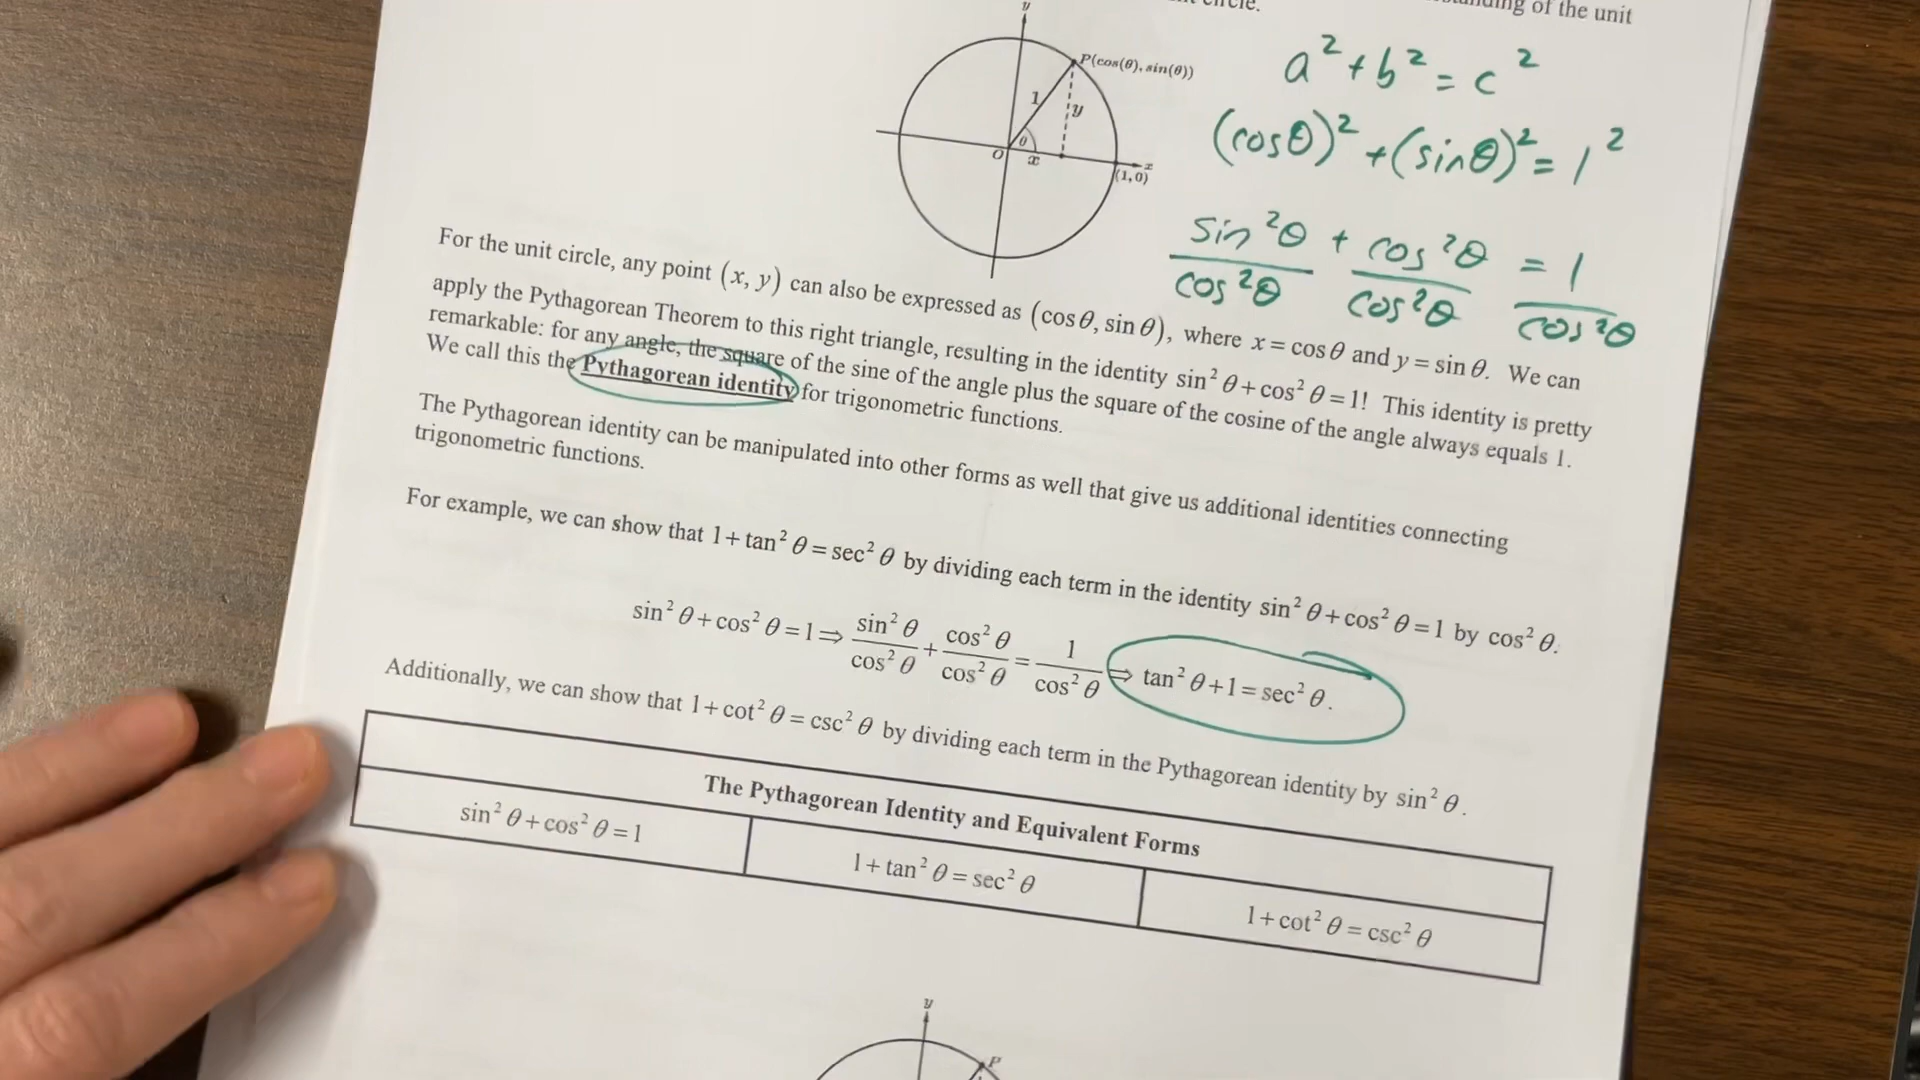 circle.
of the unit
y
P(cos(θ), sin(θ))
1
y
θ
O
x
x
(1,0)
a² + b² = c²
(cosθ)² + (sinθ)² = 1²
sin²θ/cos²θ + cos²θ/cos²θ = 1/cos²θ
For the unit circle, any point (x, y) can also be expressed as (cos θ, sin θ), where x = cos θ and y = sin θ. We can
apply the Pythagorean Theorem to this right triangle, resulting in the identity sin² θ + cos² θ = 1! This identity is pretty
remarkable: for any angle, the square of the sine of the angle plus the square of the cosine of the angle always equals 1.
We call this the Pythagorean identity for trigonometric functions.
The Pythagorean identity can be manipulated into other forms as well that give us additional identities connecting
trigonometric functions.
For example, we can show that 1 + tan² θ = sec² θ by dividing each term in the identity sin² θ + cos² θ = 1 by cos² θ.
sin² θ + cos² θ = 1 ⇒ sin² θ/cos² θ + cos² θ/cos² θ = 1/cos² θ ⇒ tan² θ + 1 = sec² θ.
Additionally, we can show that 1 + cot² θ = csc² θ by dividing each term in the Pythagorean identity by sin² θ.
The Pythagorean Identity and Equivalent Forms
sin² θ + cos² θ = 1
1 + tan² θ = sec² θ
1 + cot² θ = csc² θ
y
P